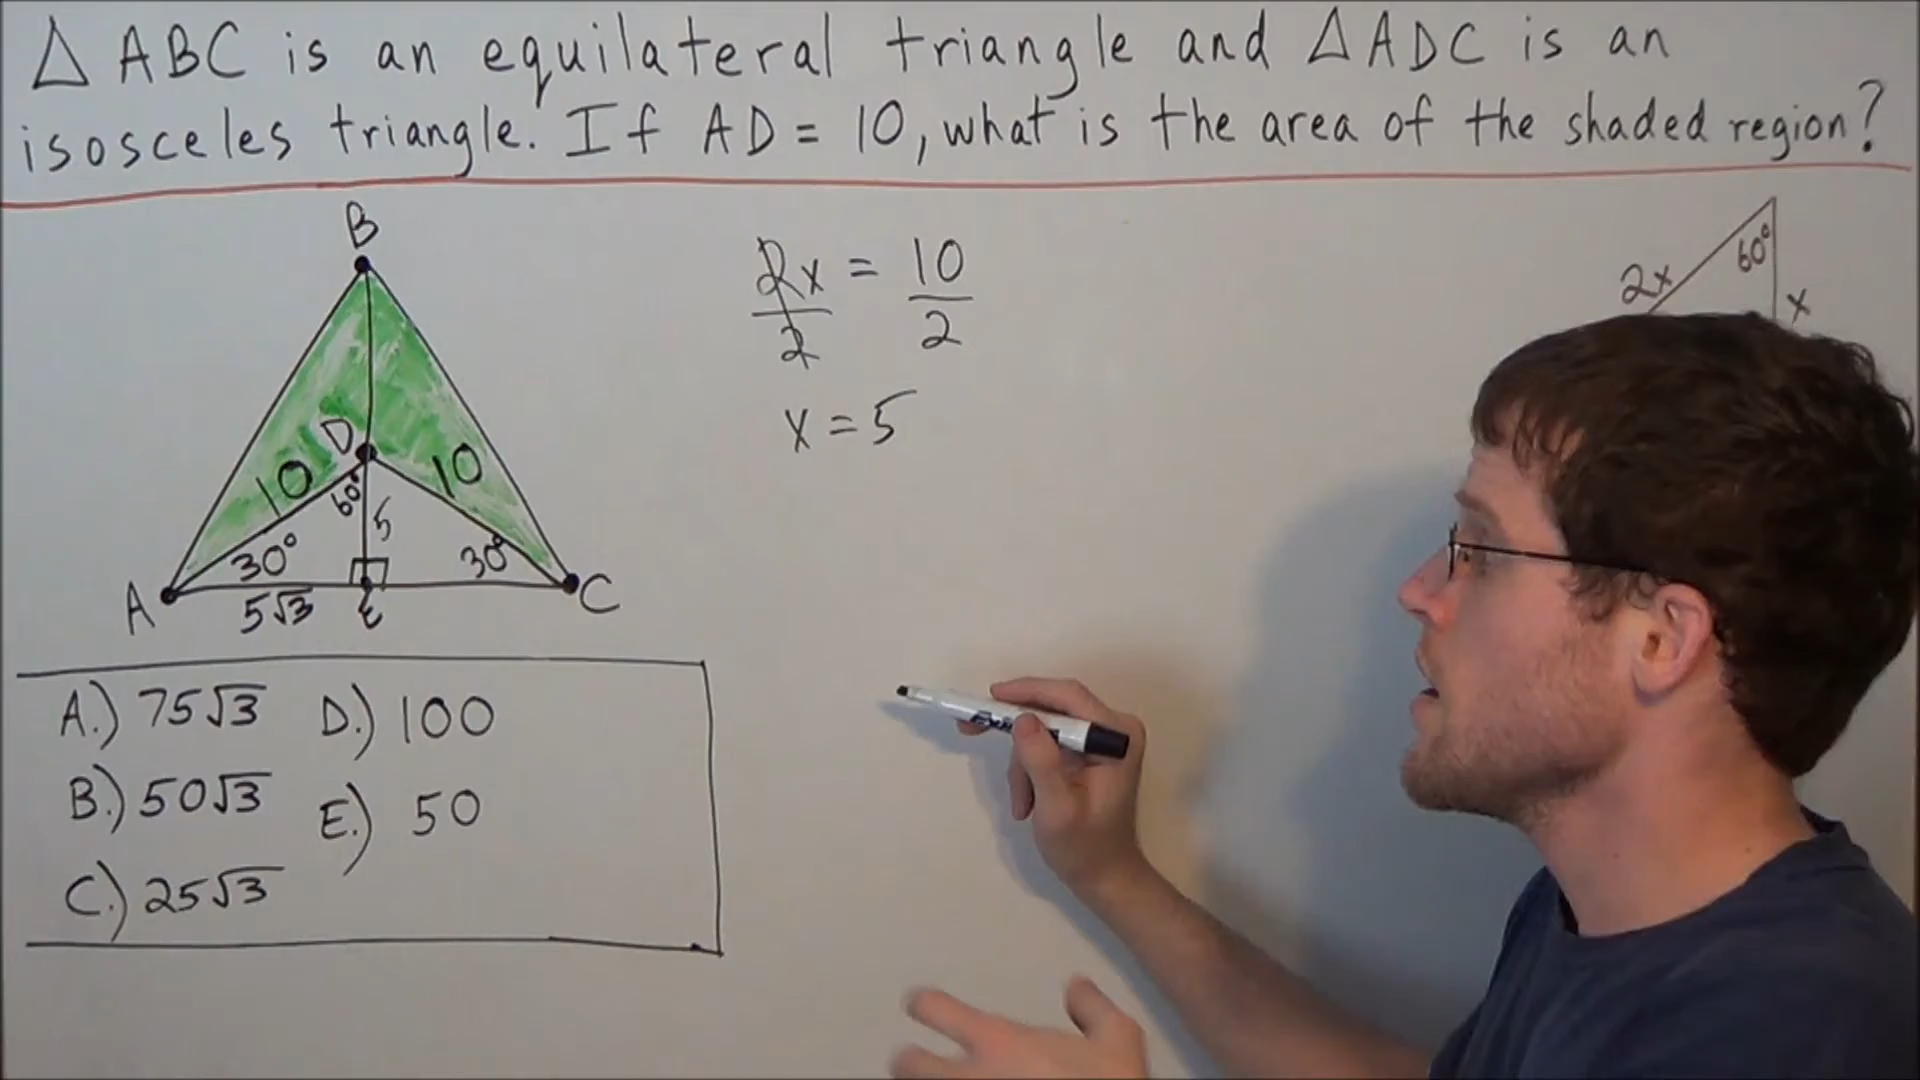 △ ABC is an equilateral triangle and △ADC is an
isosceles triangle. If AD = 10, what is the area of the shaded region?
B
D
10
10
60°
5
30°
30°
A
5√3
E
C
2x = 10
2 2
x = 5
2x
60°
x
A.) 75√3 D.) 100
B.) 50√3 E.) 50
C.) 25√3